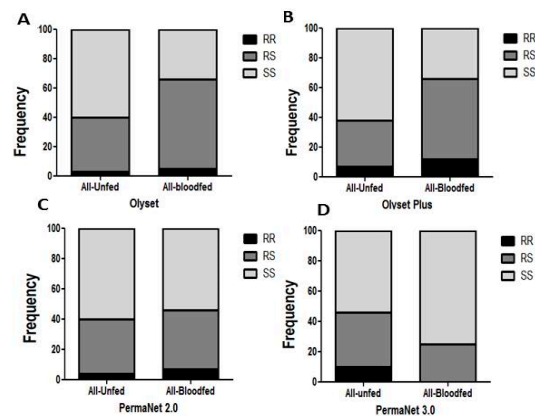 A
Frequency
100
80
60
40
20
0
All-Unfed
All-bloodfed
Olyset
RR
RS
SS
B
Frequency
100
80
60
40
20
0
All-Unfed
All-Bloodfed
Olyset Plus
RR
RS
SS
C
Frequency
100
80
60
40
20
0
All-Unfed
All-Bloodfed
PermaNet 2.0
RR
RS
SS
D
Frequency
100
80
60
40
20
0
All-unfed
All-Bloodfed
PermaNet 3.0
RR
RS
SS